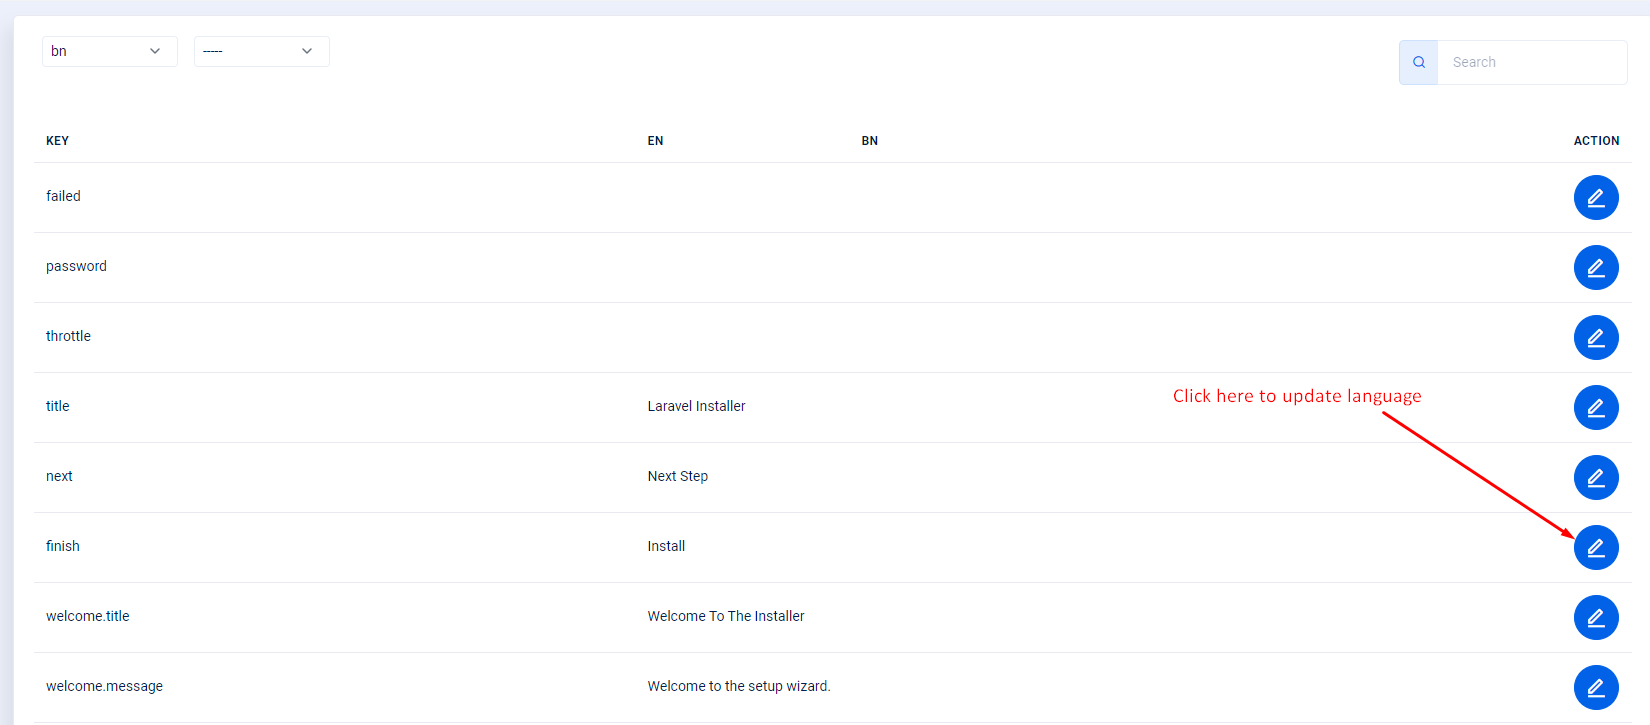 bn -----
Search
KEY EN BN ACTION
failed
password
throttle
title Laravel Installer
Click here to update language
next Next Step
finish Install
welcome.title Welcome To The Installer
welcome.message Welcome to the setup wizard.